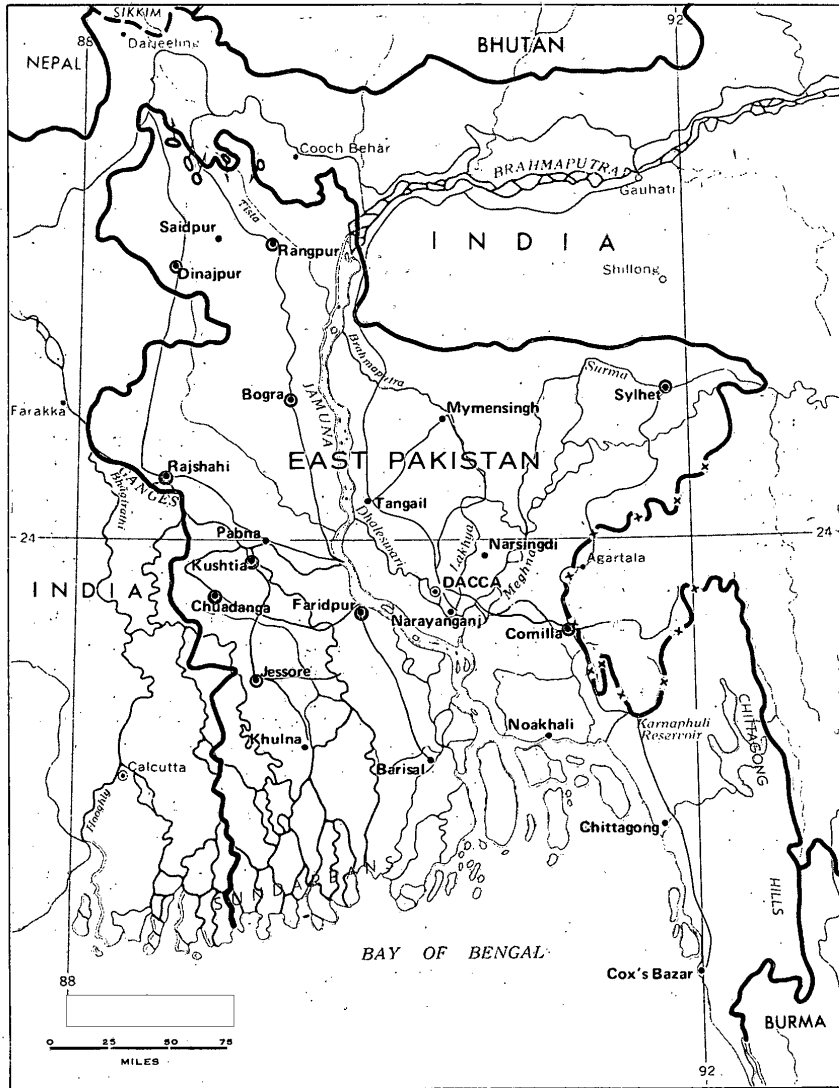 SIKKIM
88
Darjeeling
92
NEPAL
BHUTAN
Cooch Behar
BRAHMAPUTRA
Gauhati
Tista
Saidpur
Rangpur
INDIA
Dinajpur
Shillong
Brahmaputra
Surma
Bogra
JAMUNA
Sylhet
Farakka
Mymensingh
EAST PAKISTAN
Rajshahi
GANGES
Bhagirathi
Tangail
Dhaleswari
24
Pabna
Lakhya
Narsingdi
24
Kushtia
Meghna
Agartala
INDIA
DACCA
Chuadanga
Faridpur
Narayanganj
Comilla
Jessore
Noakhali
Karnaphuli
Reservoir
CHITTAGONG
Khulna
Calcutta
Barisal
Hooghly
Chittagong
SUNDARBANS
HILLS
BAY OF BENGAL
Cox's Bazar
88
BURMA
0 25 50 75
MILES
92